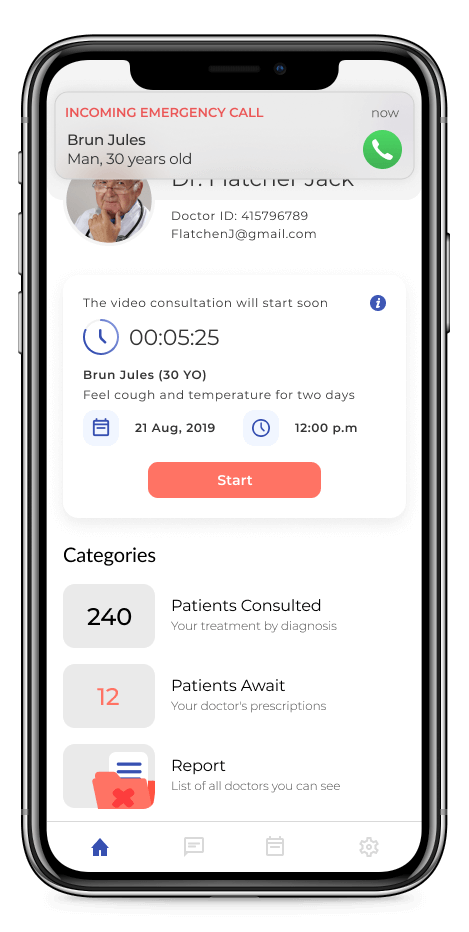 INCOMING EMERGENCY CALL
now
Brun Jules
Man, 30 years old
Dr. Flatcher Jack
Doctor ID: 415796789
FlatchenJ@gmail.com
The video consultation will start soon
00:05:25
Brun Jules (30 YO)
Feel cough and temperature for two days
21 Aug, 2019
12:00 p.m
Start
Categories
240
Patients Consulted
Your treatment by diagnosis
12
Patients Await
Your doctor's prescriptions
Report
List of all doctors you can see